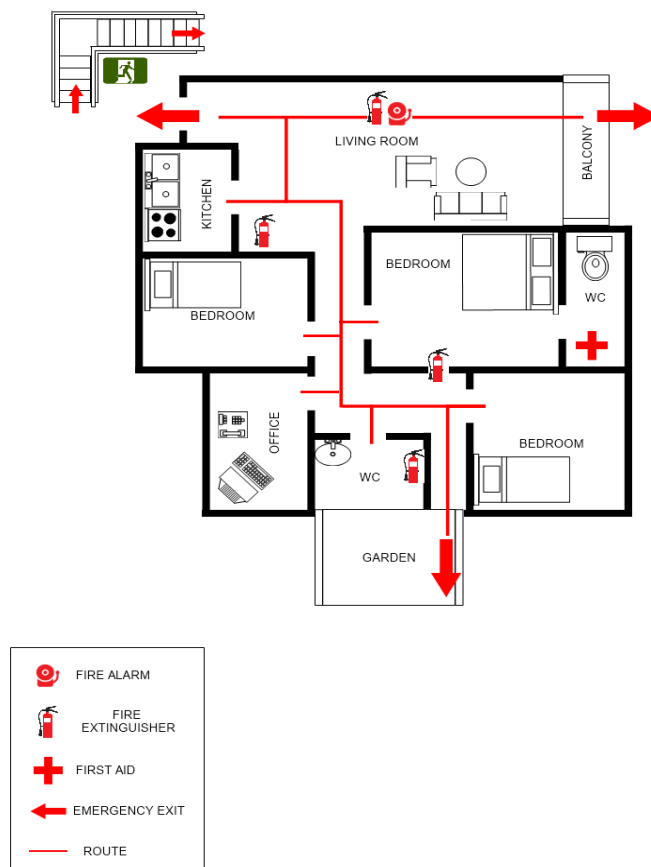 LIVING ROOM
BALCONY
KITCHEN
BEDROOM
WC
BEDROOM
OFFICE
BEDROOM
WC
GARDEN
FIRE ALARM
FIRE
EXTINGUISHER
FIRST AID
EMERGENCY EXIT
ROUTE